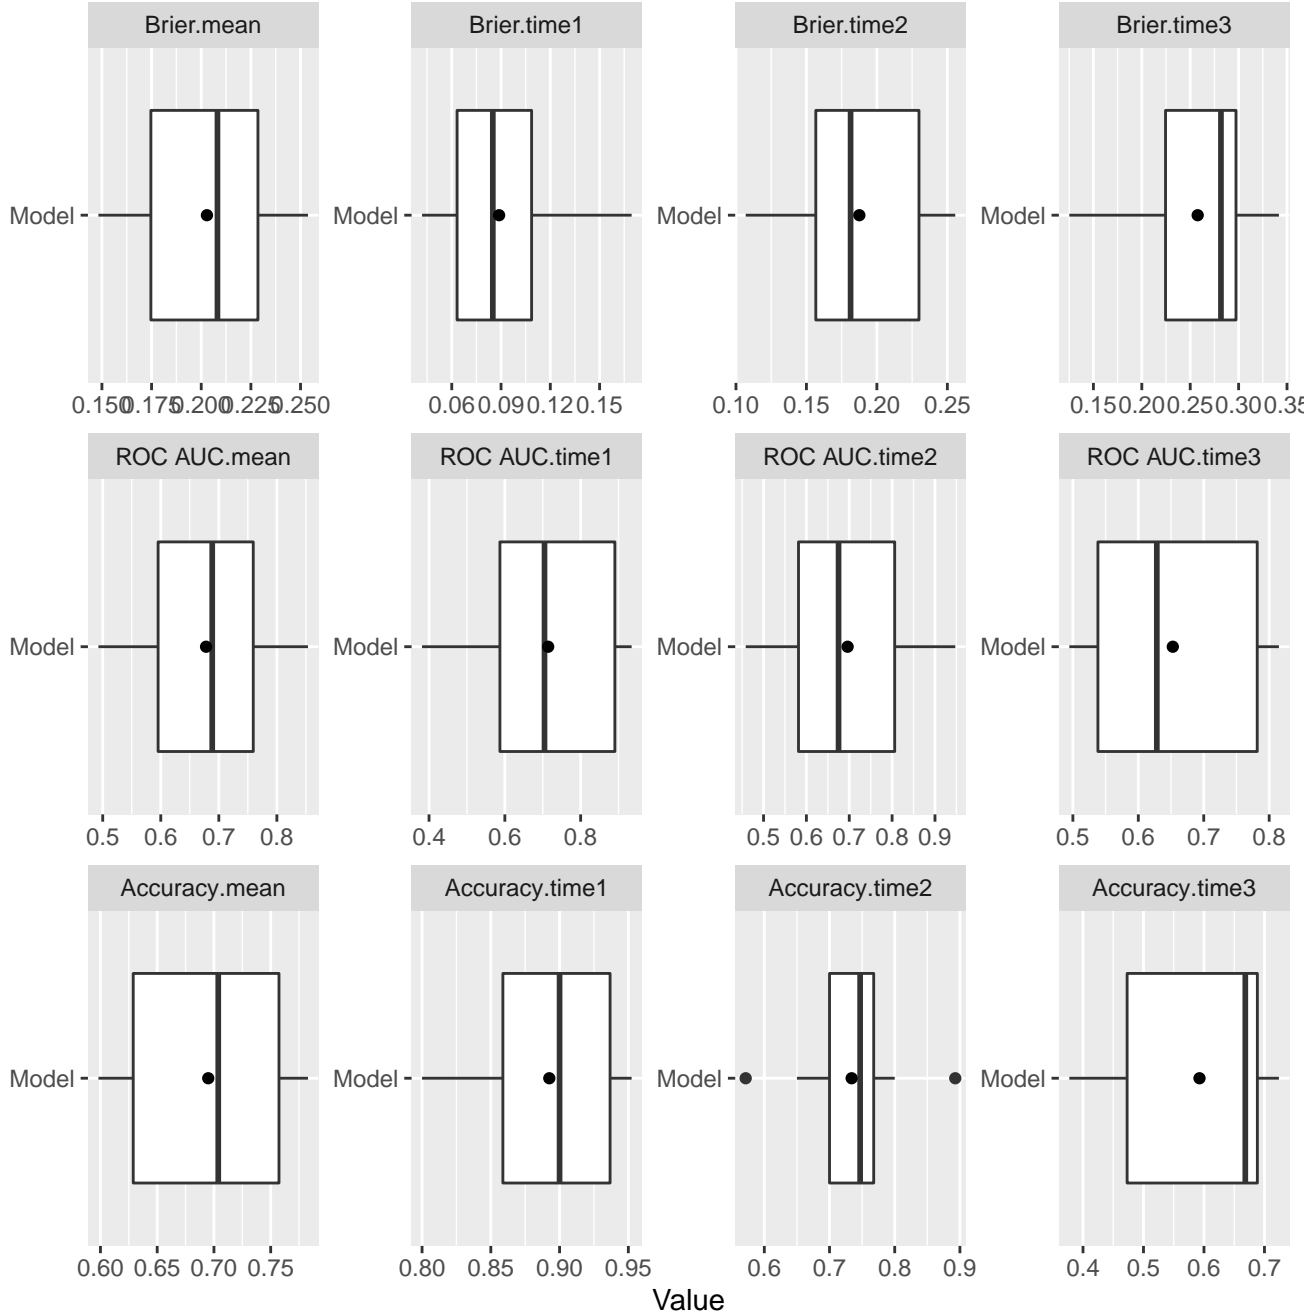 Brier.mean Brier.time1 Brier.time2 Brier.time3
Model Model Model Model
0.150 0.175 0.200 0.225 0.250 0.06 0.09 0.12 0.15 0.10 0.15 0.20 0.25 0.15 0.20 0.25 0.30 0.35
ROC AUC.mean ROC AUC.time1 ROC AUC.time2 ROC AUC.time3
Model Model Model Model
0.5 0.6 0.7 0.8 0.4 0.6 0.8 0.5 0.6 0.7 0.8 0.9 0.5 0.6 0.7 0.8
Accuracy.mean Accuracy.time1 Accuracy.time2 Accuracy.time3
Model Model Model Model
0.60 0.65 0.70 0.75 0.80 0.85 0.90 0.95 0.6 0.7 0.8 0.9 0.4 0.5 0.6 0.7
Value